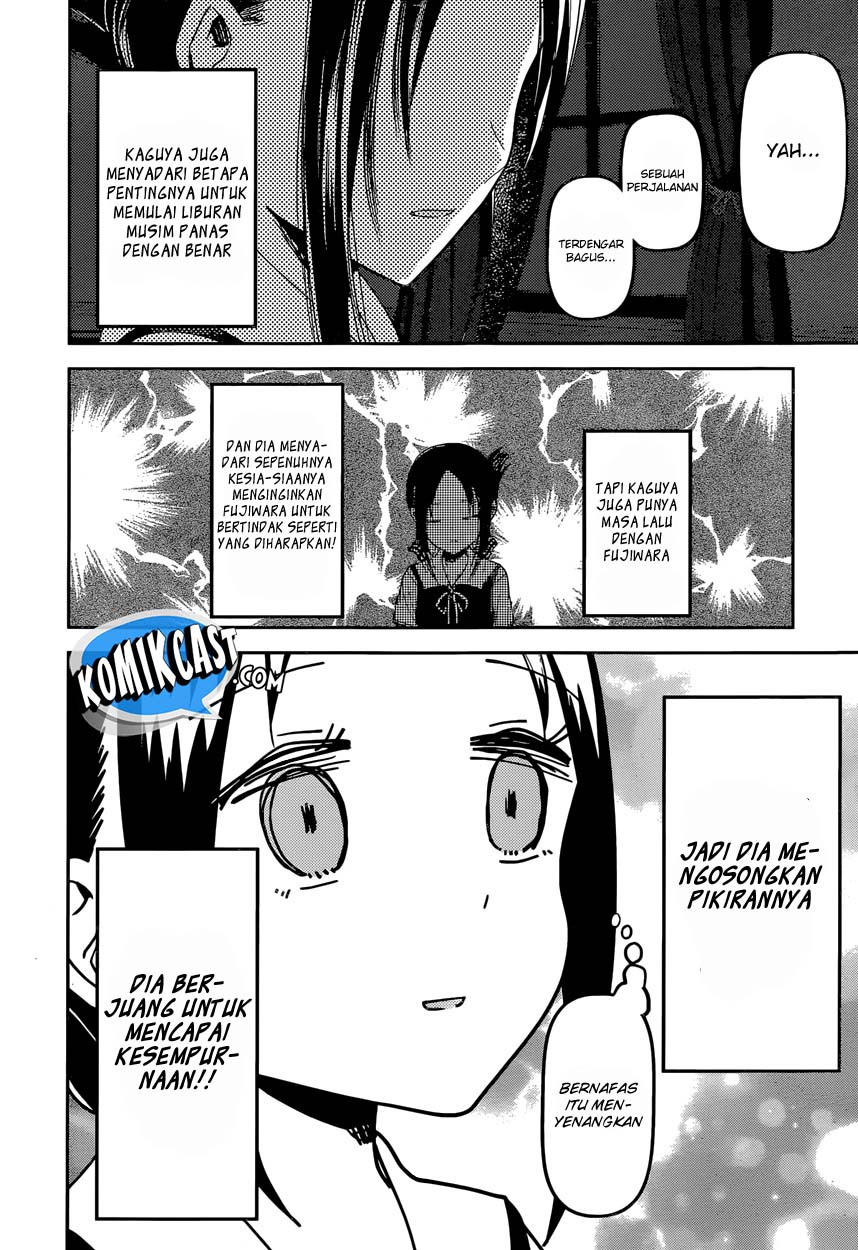 YAH...
SEBUAH
PERJALANAN
TERDENGAR
BAGUS...
KAGUYA JUGA
MENYADARI BETAPA
PENTINGNYA UNTUK
MEMULAI LIBURAN
MUSIM PANAS
DENGAN BENAR
TAPI KAGUYA
JUGA PUNYA
MASA LALU
DENGAN
FUJIWARA
DAN DIA MENYA-
DARI SEPENUHNYA
KESIA-SIAANYA
MENGINGINKAN
FUJIWARA UNTUK
BERTINDAK SEPERTI
YANG DIHARAPKAN!
KOMIKCAST
.COM
JADI DIA ME-
NGOSONGKAN
PIKIRANNYA
BERNAFAS
ITU MEN-
YENANGKAN
DIA BER-
JUANG UNTUK
MENCAPAI
KESEMPUR-
NAAN!!